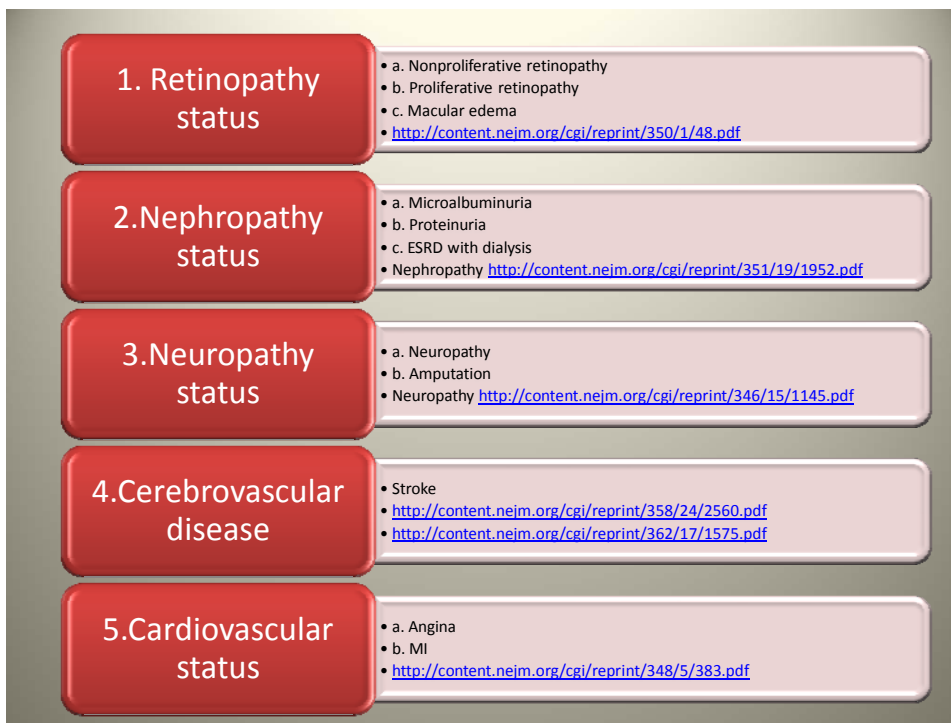 1. Retinopathy
status
• a. Nonproliferative retinopathy
• b. Proliferative retinopathy
• c. Macular edema
• http://content.nejm.org/cgi/reprint/350/1/48.pdf
2.Nephropathy
status
• a. Microalbuminuria
• b. Proteinuria
• c. ESRD with dialysis
• Nephropathy http://content.nejm.org/cgi/reprint/351/19/1952.pdf
3.Neuropathy
status
• a. Neuropathy
• b. Amputation
• Neuropathy http://content.nejm.org/cgi/reprint/346/15/1145.pdf
4.Cerebrovascular
disease
• Stroke
• http://content.nejm.org/cgi/reprint/358/24/2560.pdf
• http://content.nejm.org/cgi/reprint/362/17/1575.pdf
5.Cardiovascular
status
• a. Angina
• b. MI
• http://content.nejm.org/cgi/reprint/348/5/383.pdf